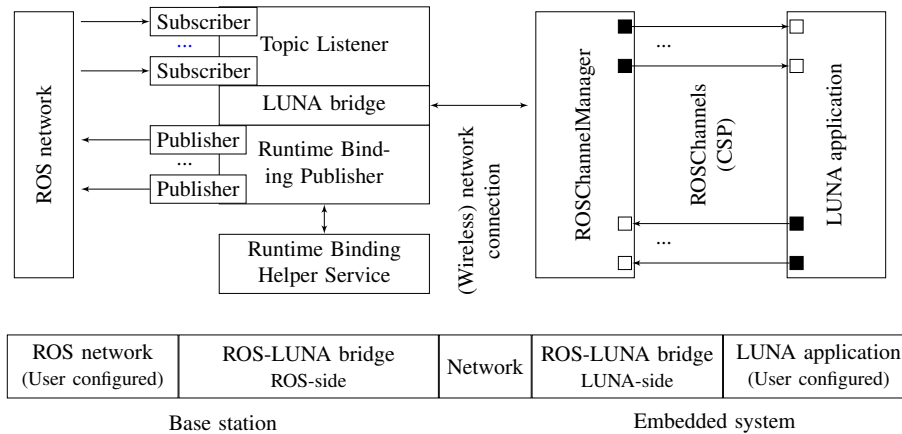 ROS network
Subscriber
...
Subscriber
Topic Listener
LUNA bridge
Publisher
...
Publisher
Runtime Bind-
ing Publisher
Runtime Binding
Helper Service
(Wireless) network
connection
ROSChannelManager
...
ROSChannels
(CSP)
...
LUNA application
ROS network
(User configured)
ROS-LUNA bridge
ROS-side
Network
ROS-LUNA bridge
LUNA-side
LUNA application
(User configured)
Base station
Embedded system